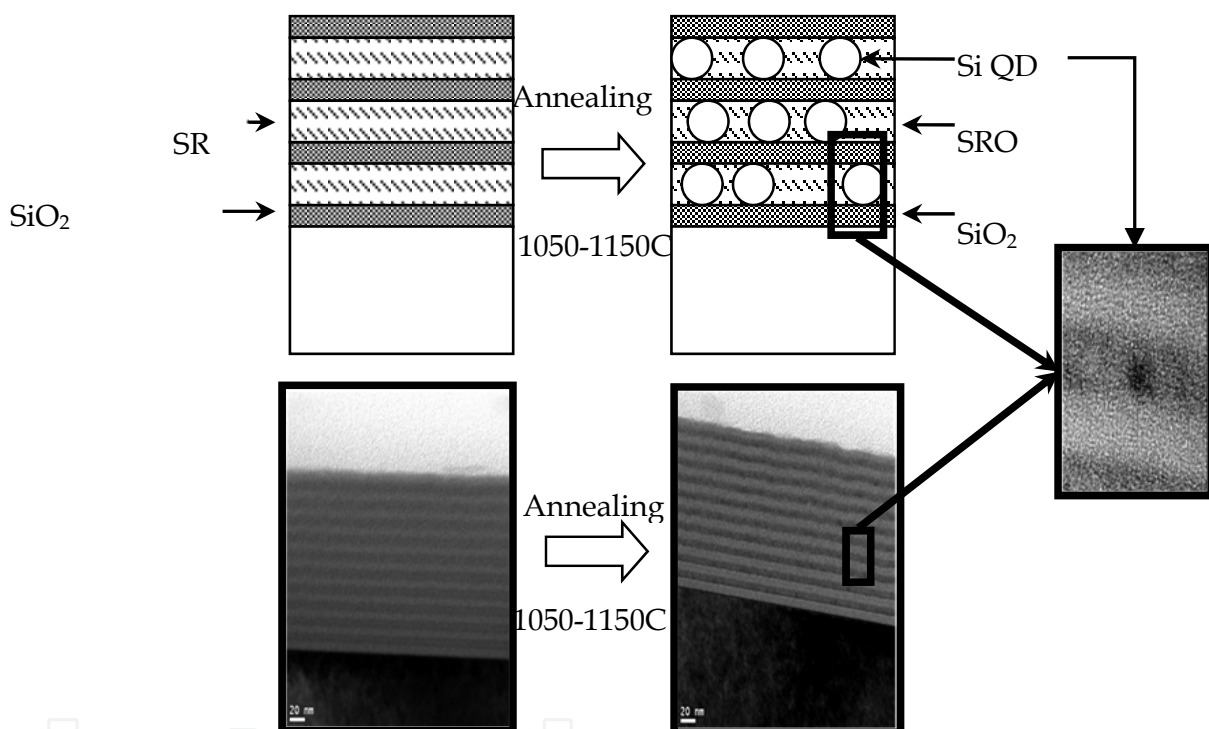 SR
SiO₂
Annealing
1050-1150C
Si QD
SRO
SiO₂
Annealing
1050-1150C
20 nm
20 nm